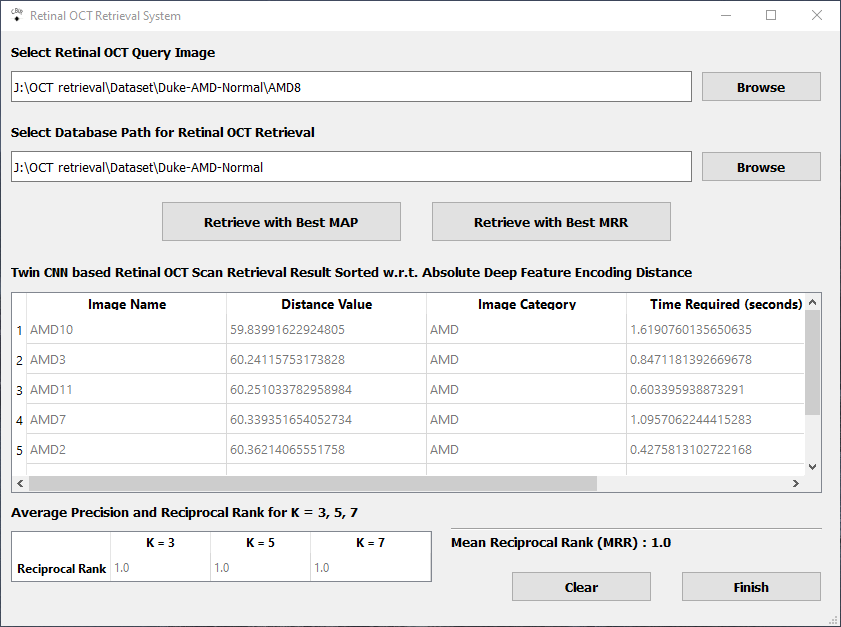 Retinal OCT Retrieval System
Select Retinal OCT Query Image
J:\OCT retrieval\Dataset\Duke-AMD-Normal\AMD8 Browse
Select Database Path for Retinal OCT Retrieval
J:\OCT retrieval\Dataset\Duke-AMD-Normal Browse
Retrieve with Best MAP Retrieve with Best MRR
Twin CNN based Retinal OCT Scan Retrieval Result Sorted w.r.t. Absolute Deep Feature Encoding Distance
Image Name Distance Value Image Category Time Required (seconds)
1 AMD10 59.83991622924805 AMD 1.6190760135650635
2 AMD3 60.24115753173828 AMD 0.8471181392669678
3 AMD11 60.251033782958984 AMD 0.603395938873291
4 AMD7 60.339351654052734 AMD 1.0957062244415283
5 AMD2 60.36214065551758 AMD 0.4275813102722168
Average Precision and Reciprocal Rank for K = 3, 5, 7
K = 3 K = 5 K = 7
Reciprocal Rank 1.0 1.0 1.0
Mean Reciprocal Rank (MRR) : 1.0
Clear Finish